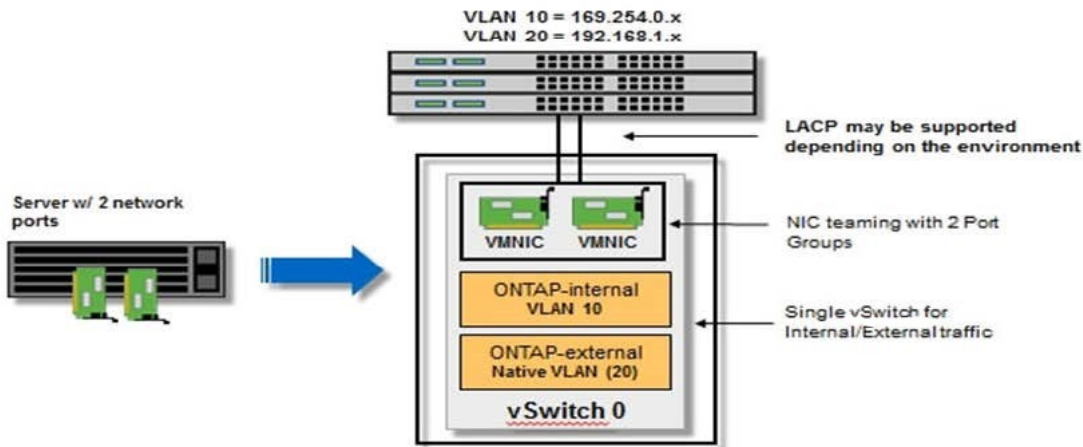 VLAN 10 = 169.254.0.x
VLAN 20 = 192.168.1.x
LACP may be supported
depending on the environment
Server w/ 2 network
ports
VMNIC
VMNIC
NIC teaming with 2 Port
Groups
ONTAP-internal
VLAN 10
Single vSwitch for
Internal/External traffic
ONTAP-external
Native VLAN (20)
vSwitch 0